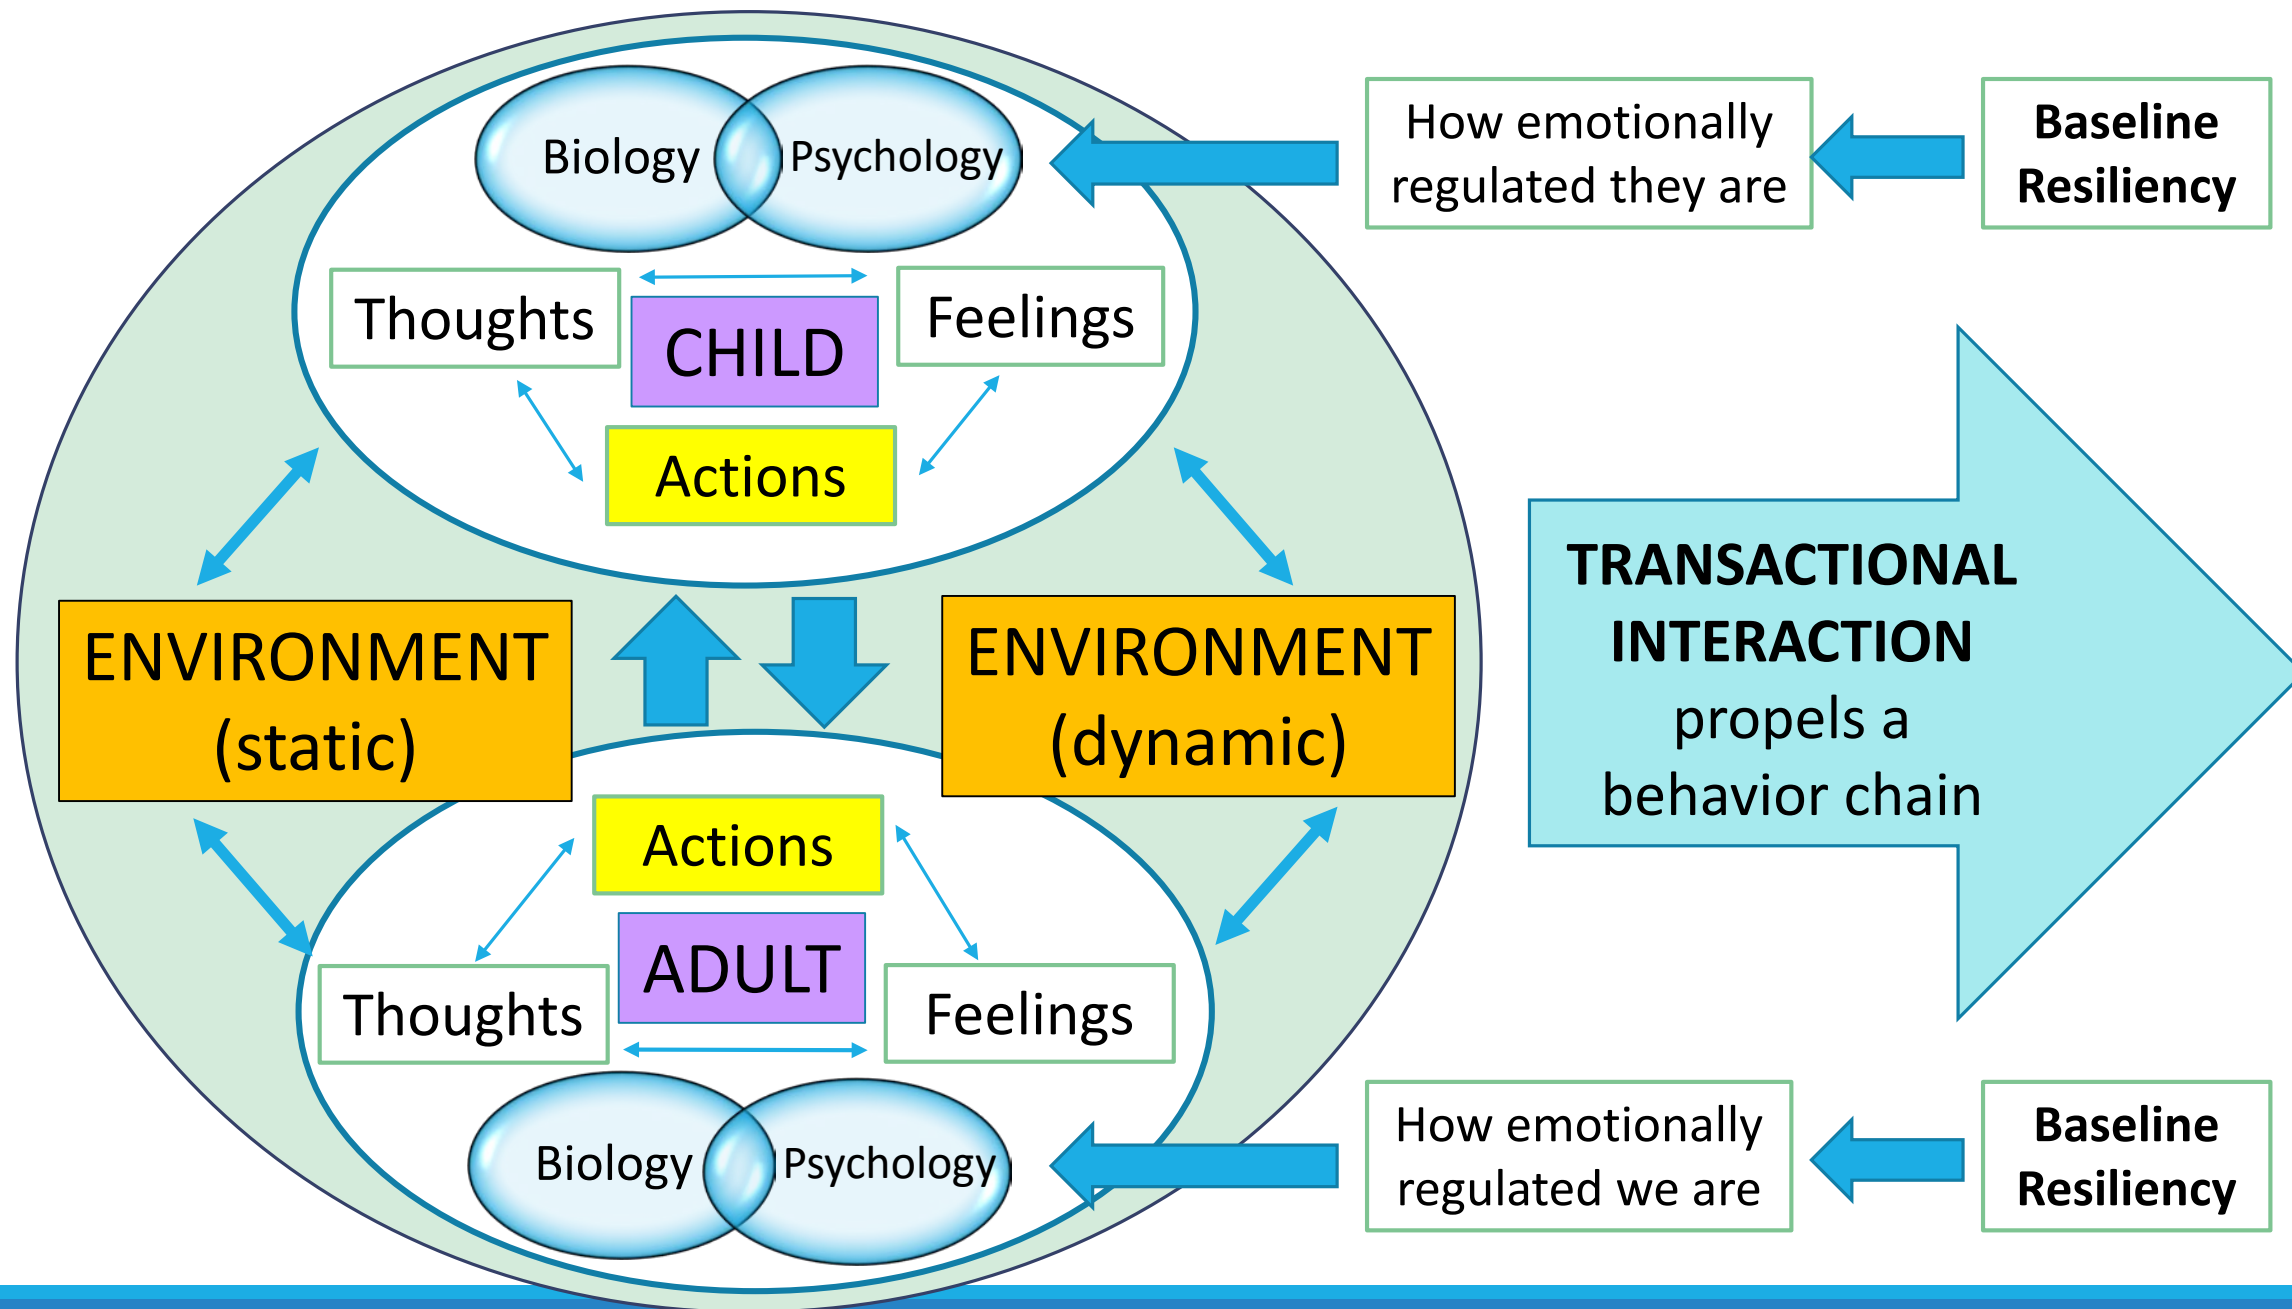 Biology
Psychology
How emotionally
regulated they are
Baseline
Resiliency
Thoughts
CHILD
Feelings
Actions
ENVIRONMENT
(static)
ENVIRONMENT
(dynamic)
TRANSACTIONAL
INTERACTION
propels a
behavior chain
Actions
ADULT
Thoughts
Feelings
Biology
Psychology
How emotionally
regulated we are
Baseline
Resiliency